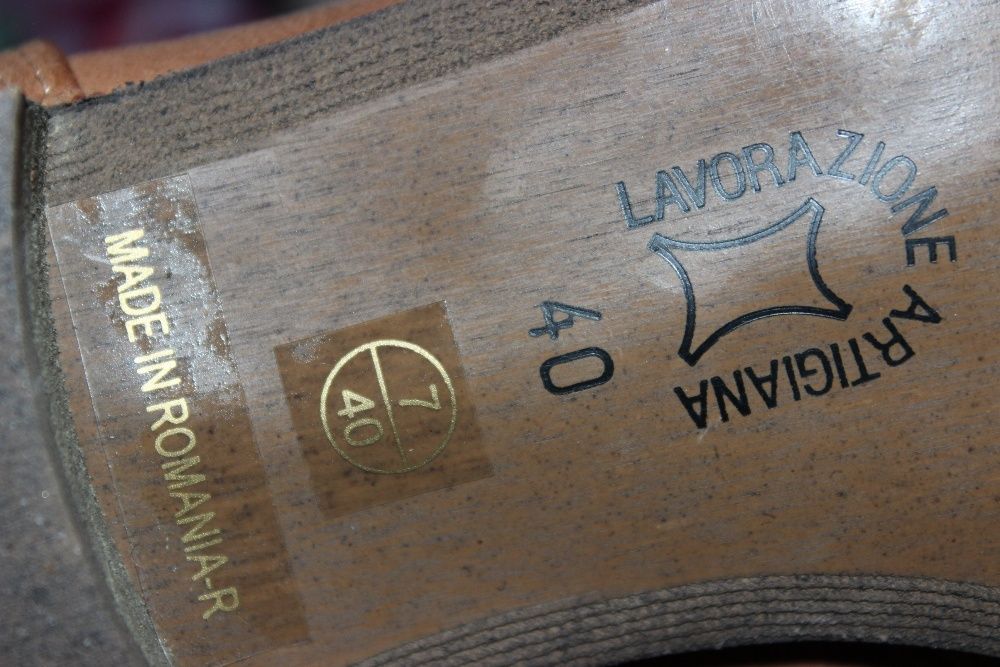 LAVORAZIONE
ARTIGIANA
40
7
40
MADE IN ROMANIA-R